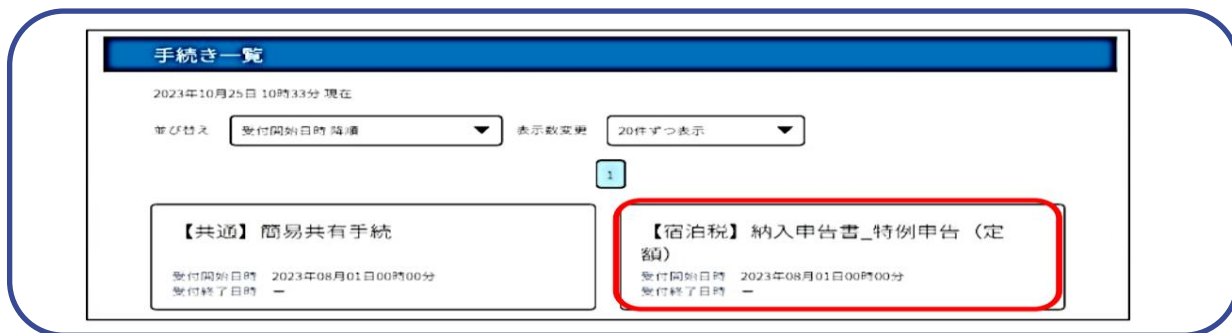 手続き一覧
2023年10月25日 10時33分 現在
並び替え 受付開始日時 降順 表示数変更 20件ずつ表示
1
【共通】簡易共有手続
受付開始日時 2023年08月01日00時00分
受付終了日時 ー
【宿泊税】納入申告書_特例申告（定
額）
受付開始日時 2023年08月01日00時00分
受付終了日時 ー